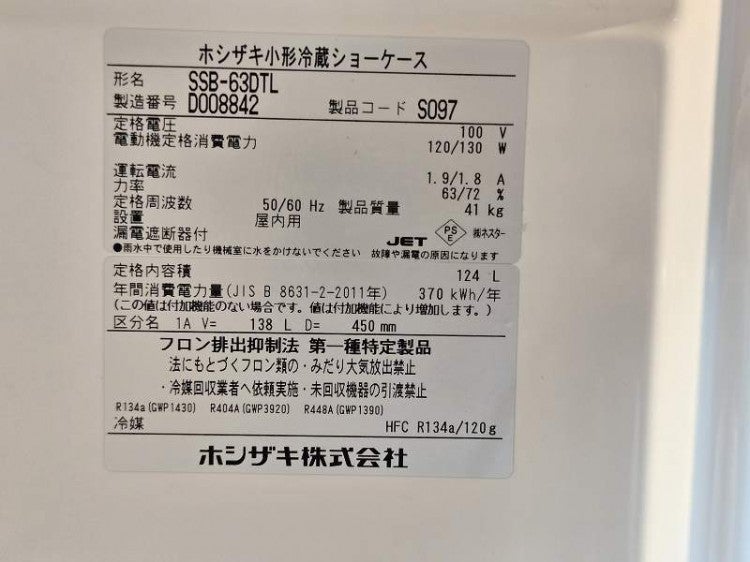 ホシザキ小形冷蔵ショーケース
形名 SSB-63DTL
製造番号 D008842 製品コード S097
定格電圧 100 V
電動機定格消費電力 120/130 W
運転電流 1.9/1.8 A
力率 63/72 %
定格周波数 50/60 Hz 製品質量 41 kg
設置 屋内用
漏電遮断器付 JET PSE ㈱ネスター
●雨水中で使用したり機械室に水をかけないでください 故障や漏電の原因になります
定格内容積 124 L
年間消費電力量(JIS B 8631-2-2011年) 370 kWh/年
(この値は付加機能のない場合です。値は付加機能により増加します。)
区分名 1A V= 138 L D= 450 mm
フロン排出抑制法 第一種特定製品
法にもとづくフロン類の・みだり大気放出禁止
・冷媒回収業者へ依頼実施・未回収機器の引渡禁止
R134a(GWP1430) R404A(GWP3920) R448A(GWP1390)
冷媒 HFC R134a/120g
ホシザキ株式会社